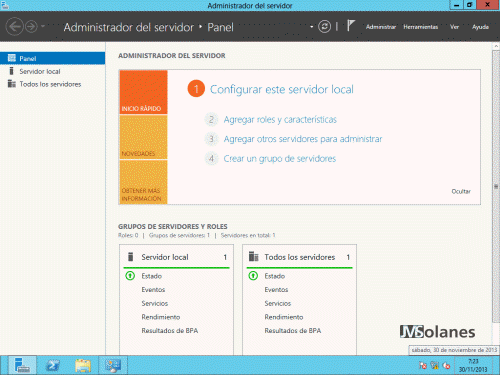 Administrador del servidor
Administrador del servidor • Panel
Administrar Herramientas Ver Ayuda
Panel
Servidor local
Todos los servidores
ADMINISTRADOR DEL SERVIDOR
INICIO RÁPIDO
NOVEDADES
OBTENER MÁS
INFORMACIÓN
1 Configurar este servidor local
2 Agregar roles y características
3 Agregar otros servidores para administrar
4 Crear un grupo de servidores
Ocultar
GRUPOS DE SERVIDORES Y ROLES
Roles: 0 | Grupos de servidores: 1 | Servidores en total: 1
Servidor local 1
Estado
Eventos
Servicios
Rendimiento
Resultados de BPA
Todos los servidores 1
Estado
Eventos
Servicios
Rendimiento
Resultados de BPA
JMSolanes
sábado, 30 de noviembre de 2013
7:23
30/11/2013